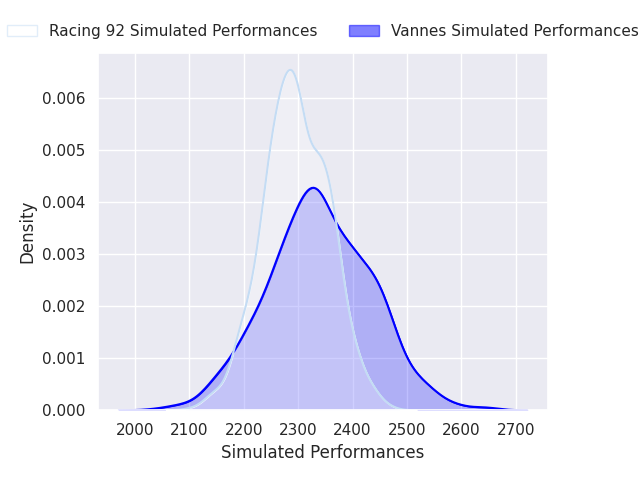 Racing 92 Simulated Performances Vannes Simulated Performances
0.006
0.005
0.004
0.003
0.002
0.001
0.000
Density
2000 2100 2200 2300 2400 2500 2600 2700
Simulated Performances